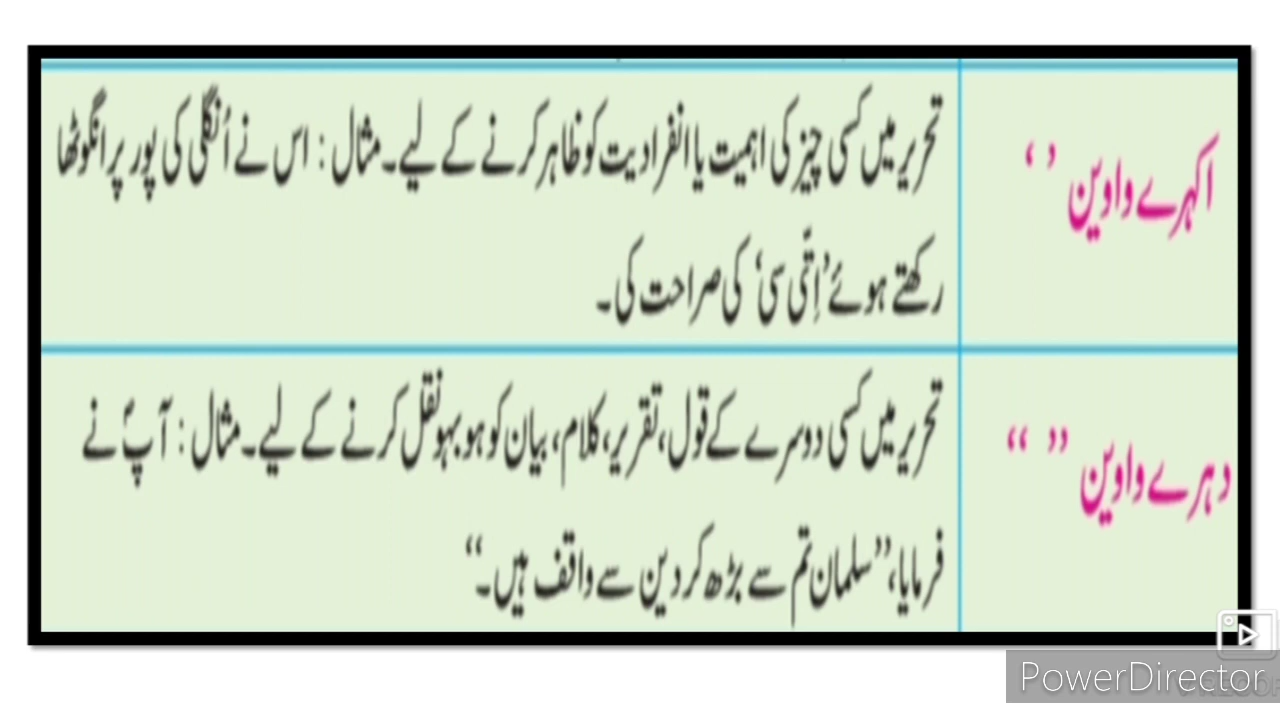 اکہرے واوین ’ ‘
تحریر میں کسی چیز کی اہمیت یا انفرادیت کو ظاہر کرنے کے لیے۔ مثال : اس نے اُنگلی کی پور پر انگوٹھا
رکھتے ہوئے ’اِتّی سی‘ کی صراحت کی۔
دہرے واوین ” “
تحریر میں کسی دوسرے کے قول، تقریر، کلام، بیان کو ہو بہو نقل کرنے کے لیے۔ مثال : آپؐ نے
فرمایا، ”سلمان تم سے بڑھ کر دین سے واقف ہیں۔“
PowerDirector